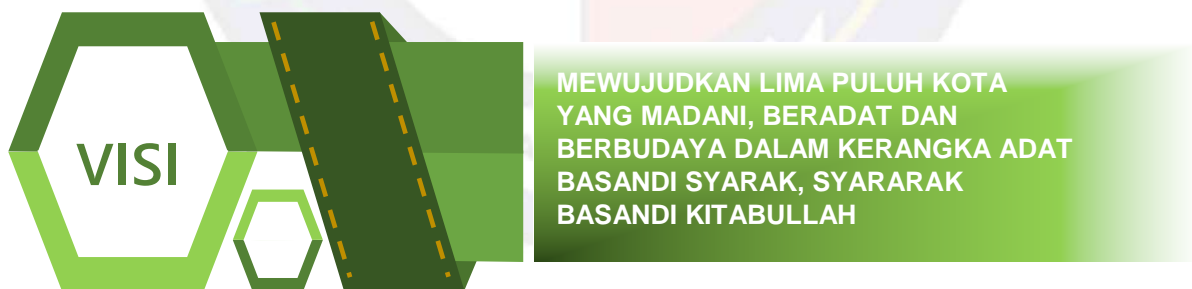 VISI
MEWUJUDKAN LIMA PULUH KOTA
YANG MADANI, BERADAT DAN
BERBUDAYA DALAM KERANGKA ADAT
BASANDI SYARAK, SYARARAK
BASANDI KITABULLAH